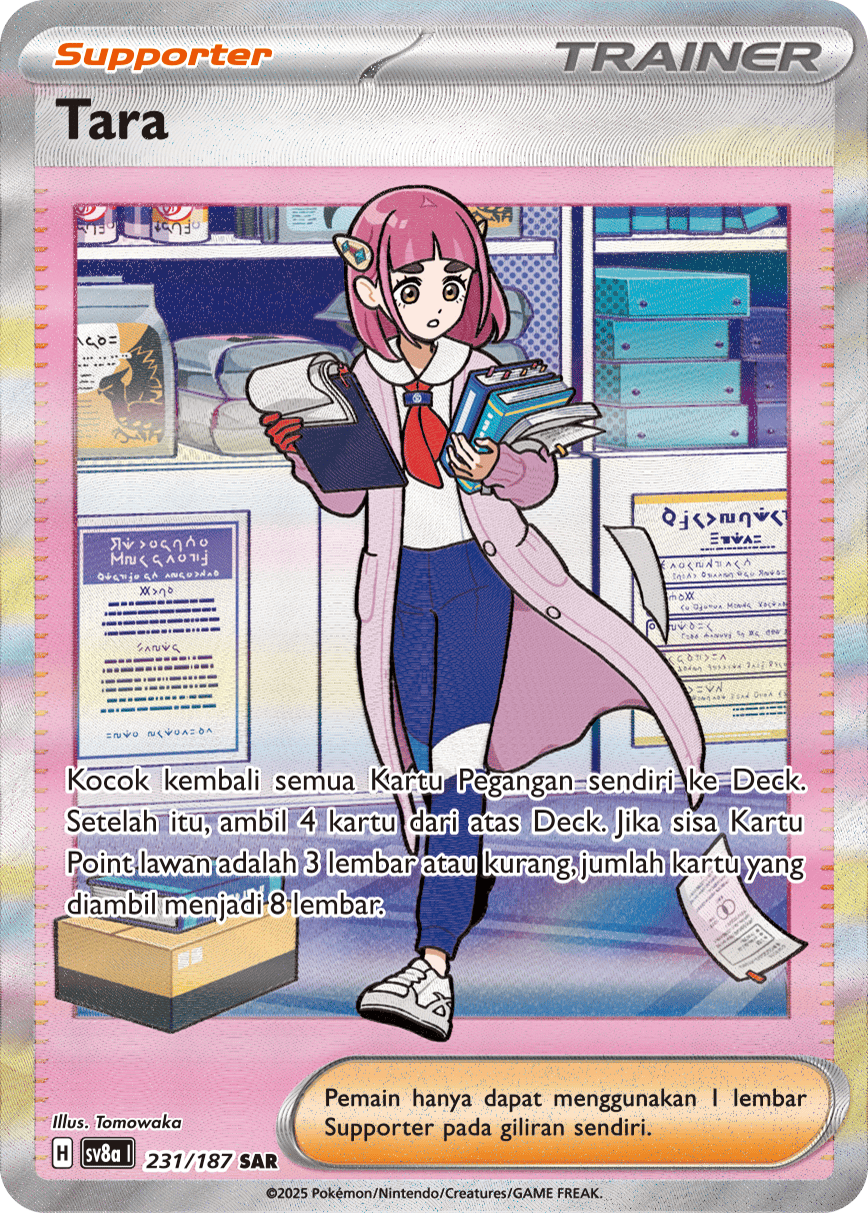 Supporter
TRAINER
Tara
Kocok kembali semua Kartu Pegangan sendiri ke Deck.
Setelah itu, ambil 4 kartu dari atas Deck. Jika sisa Kartu
Point lawan adalah 3 lembar atau kurang, jumlah kartu yang
diambil menjadi 8 lembar.
Pemain hanya dapat menggunakan 1 lembar
Supporter pada giliran sendiri.
Illus. Tomowaka
H sv8a I 231/187 SAR
©2025 Pokémon/Nintendo/Creatures/GAME FREAK.